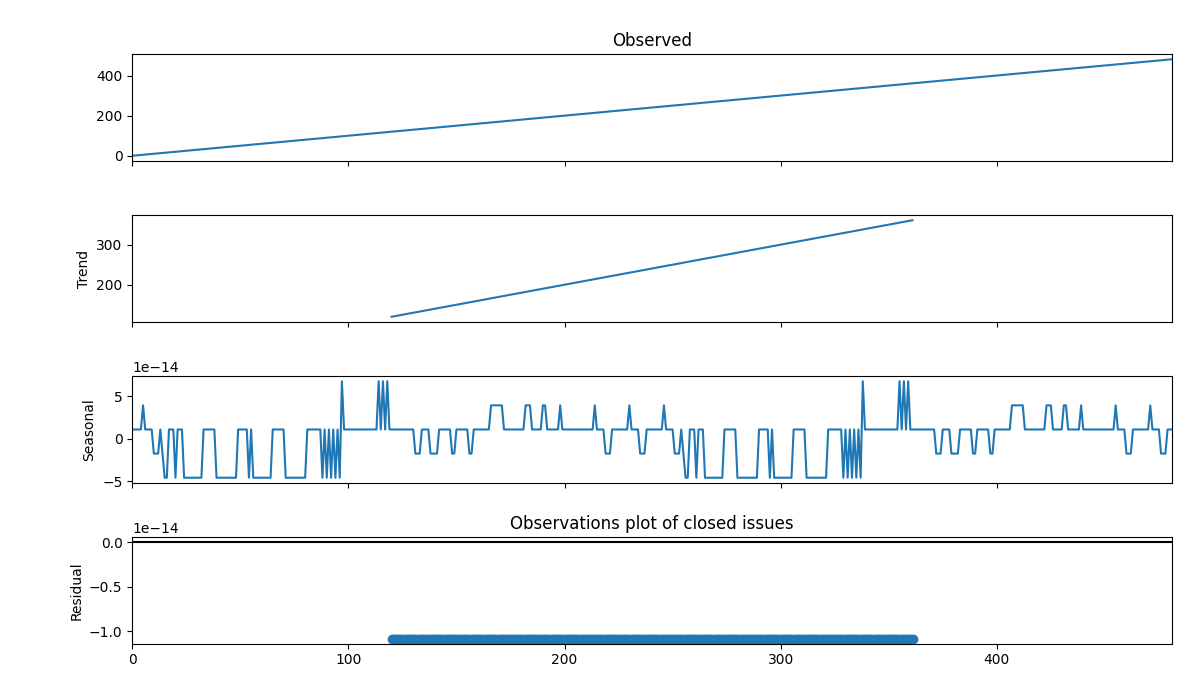 Observed
400
200
0
Trend
300
200
1e−14
Seasonal
5
0
−5
Observations plot of closed issues
1e−14
Residual
0.0
−0.5
−1.0
0 100 200 300 400